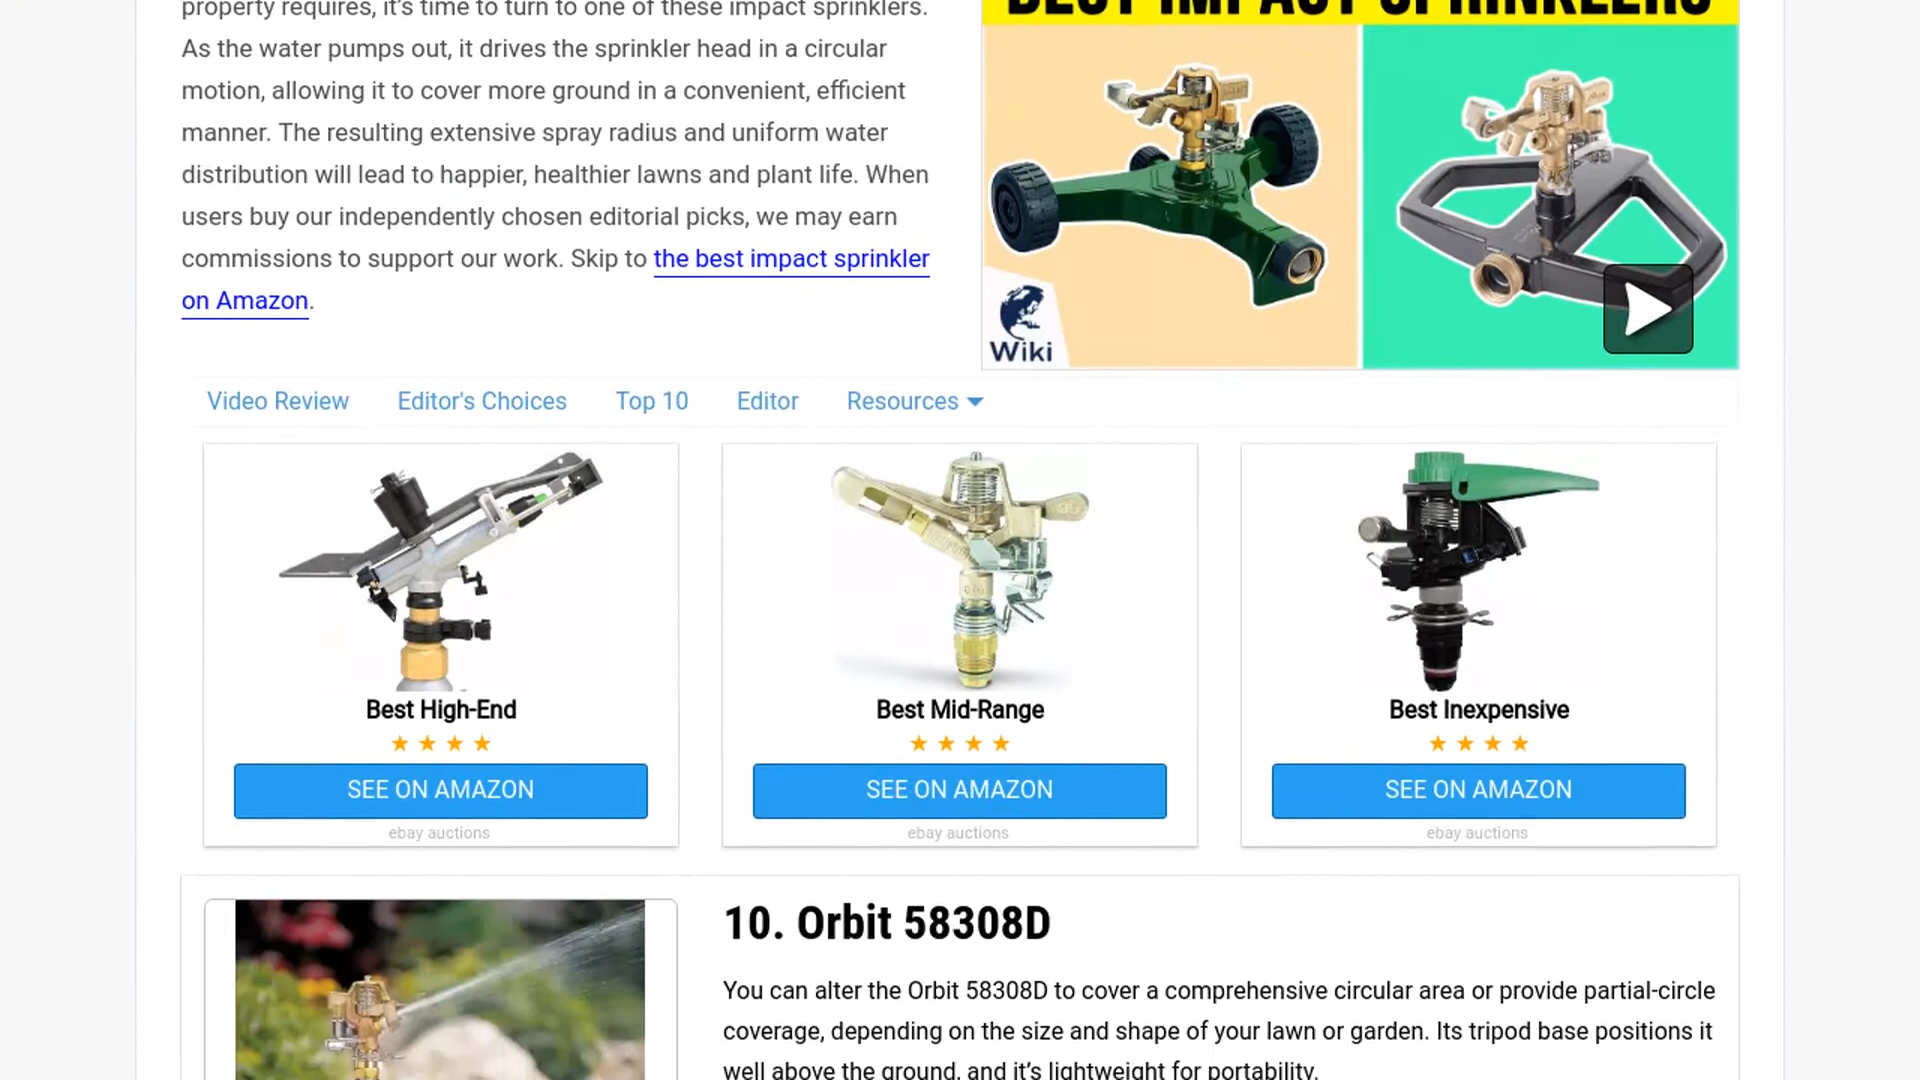 property requires, it's time to turn to one of these impact sprinklers.
As the water pumps out, it drives the sprinkler head in a circular
motion, allowing it to cover more ground in a convenient, efficient
manner. The resulting extensive spray radius and uniform water
distribution will lead to happier, healthier lawns and plant life. When
users buy our independently chosen editorial picks, we may earn
commissions to support our work. Skip to the best impact sprinkler
on Amazon.
BEST IMPACT SPRINKLERS
Wiki
Video Review Editor's Choices Top 10 Editor Resources
Best High-End
SEE ON AMAZON
ebay auctions
Best Mid-Range
SEE ON AMAZON
ebay auctions
Best Inexpensive
SEE ON AMAZON
ebay auctions
10. Orbit 58308D
You can alter the Orbit 58308D to cover a comprehensive circular area or provide partial-circle
coverage, depending on the size and shape of your lawn or garden. Its tripod base positions it
well above the ground, and it's lightweight for portability.